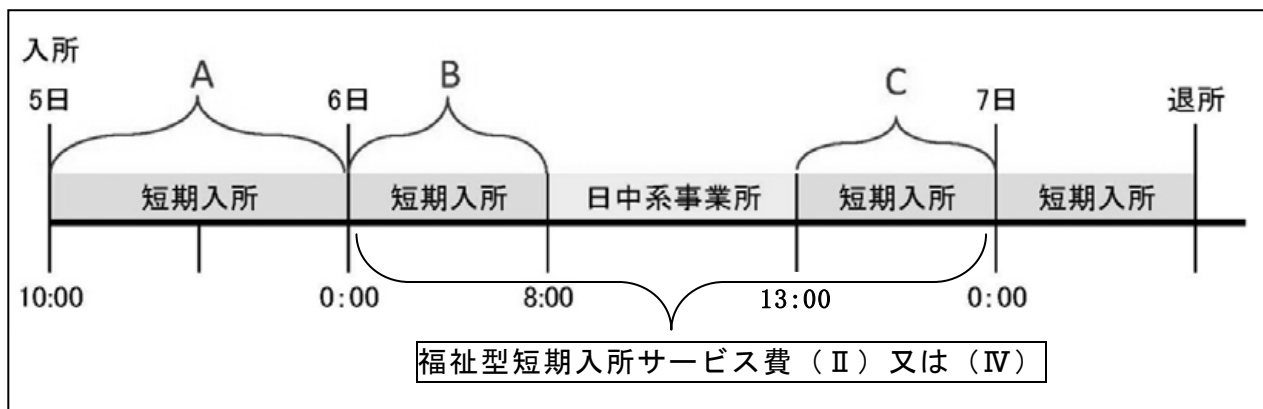 入所
A
B
C
5日
6日
7日
退所
短期入所
短期入所
日中系事業所
短期入所
短期入所
10:00
0:00
8:00
13:00
0:00
福祉型短期入所サービス費（Ⅱ）又は（Ⅳ）